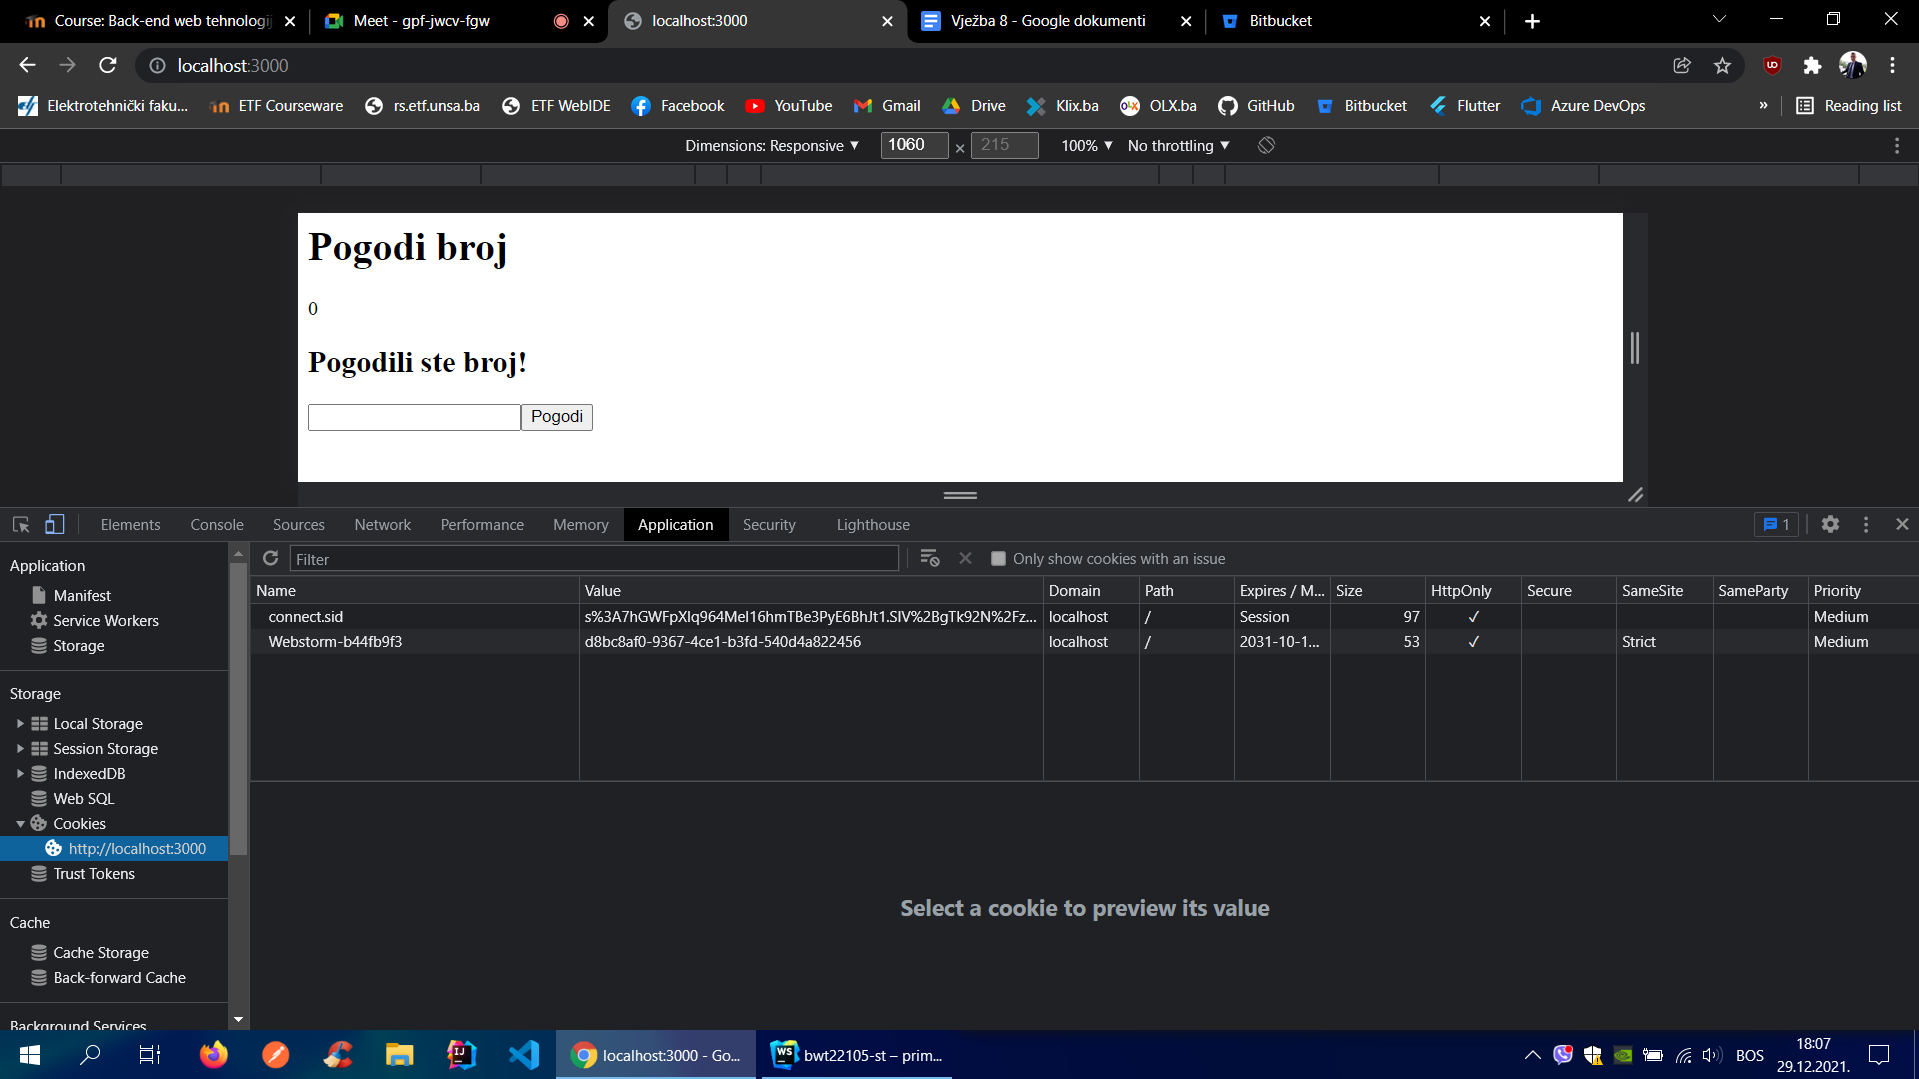 Course: Back-end web tehnologij
Meet - gpf-jwcv-fgw
localhost:3000
Vježba 8 - Google dokumenti
Bitbucket
localhost:3000
Elektrotehnički faku...
ETF Courseware
rs.etf.unsa.ba
ETF WebIDE
Facebook
YouTube
Gmail
Drive
Klix.ba
OLX.ba
GitHub
Bitbucket
Flutter
Azure DevOps
»
Reading list
Dimensions: Responsive ▼ 1060 × 215 100% ▼ No throttling ▼
Pogodi broj
0
Pogodili ste broj!
Pogodi
Elements Console Sources Network Performance Memory Application Security Lighthouse 1
Application
Manifest
Service Workers
Storage
Storage
Local Storage
Session Storage
IndexedDB
Web SQL
Cookies
http://localhost:3000
Trust Tokens
Cache
Cache Storage
Back-forward Cache
Background Services
Filter Only show cookies with an issue
Name Value Domain Path Expires / M... Size HttpOnly Secure SameSite SameParty Priority
connect.sid s%3A7hGWFpXlq964MeI16hmTBe3PyE6BhJt1.SlV%2BgTk92N%2Fz... localhost / Session 97 ✓ Medium
Webstorm-b44fb9f3 d8bc8af0-9367-4ce1-b3fd-540d4a822456 localhost / 2031-10-1... 53 ✓ Strict Medium
Select a cookie to preview its value
localhost:3000 - Go...
bwt22105-st – prim...
BOS
18:07
29.12.2021.